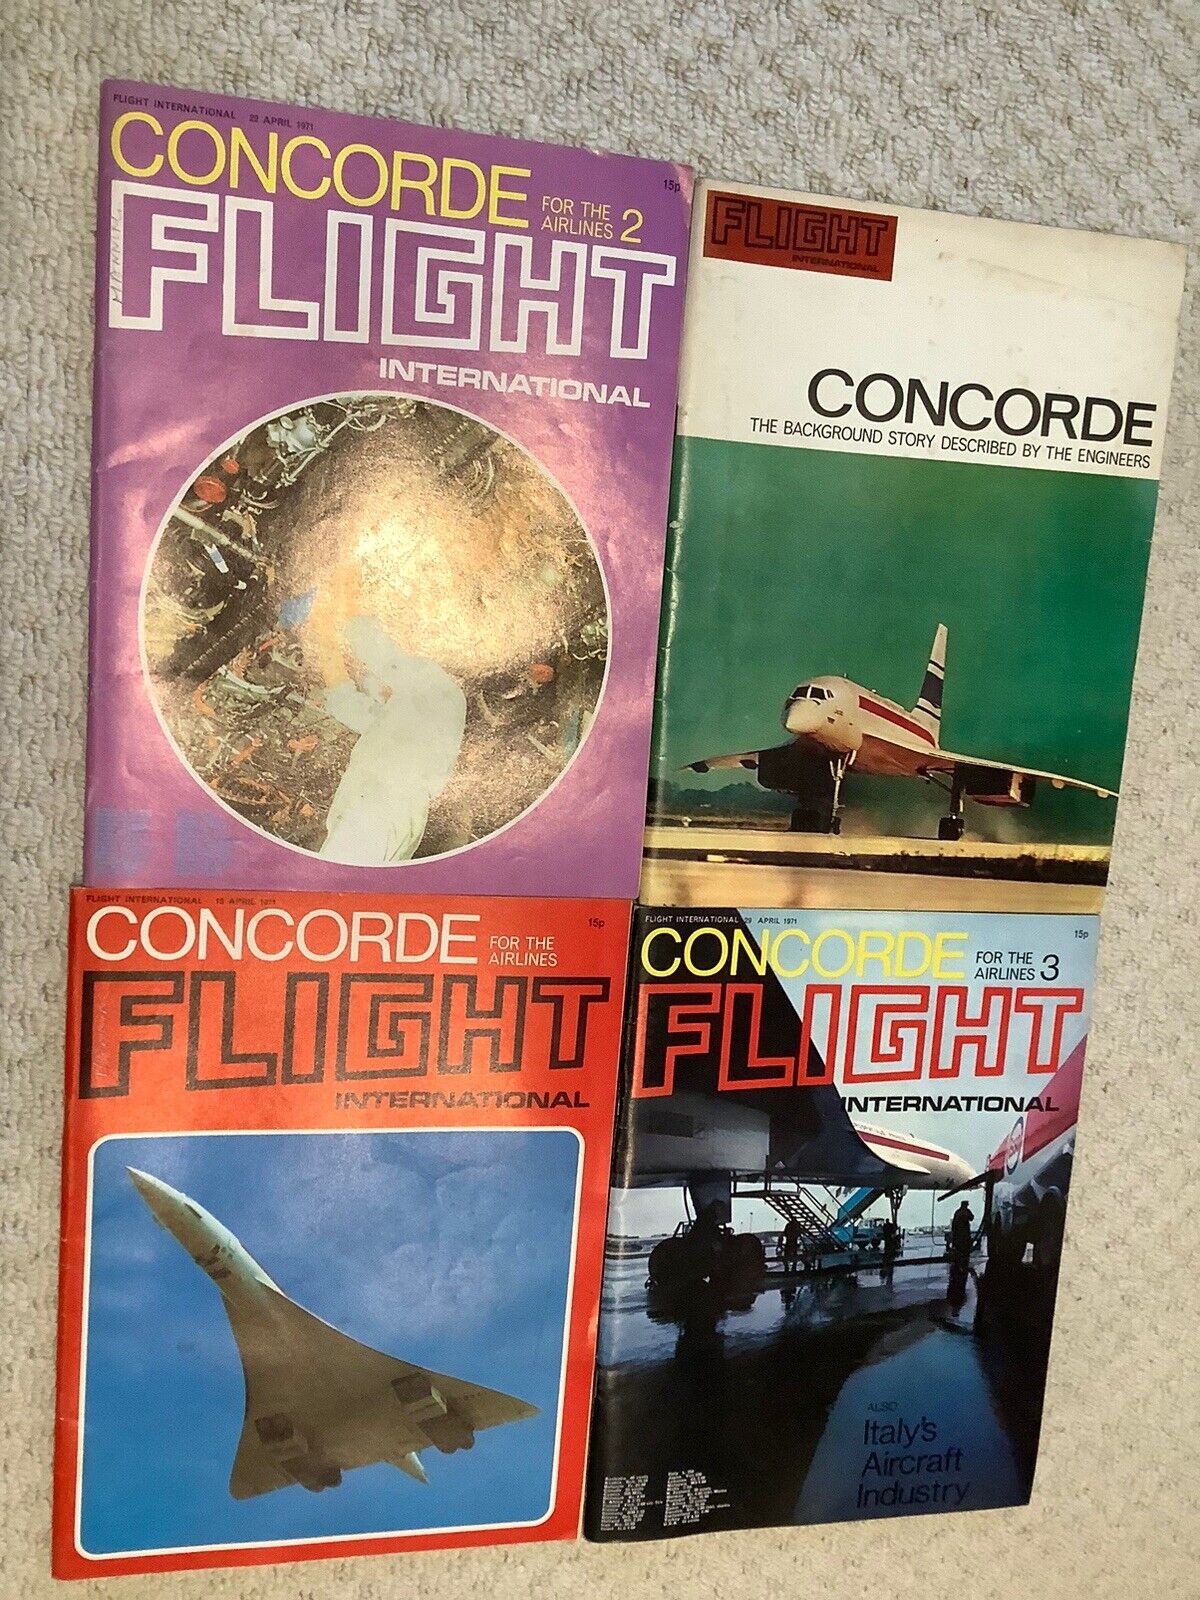 FLIGHT INTERNATIONAL 22 APRIL 1971
CONCORDE
FOR THE
AIRLINES 2
15p
FLIGHT
INTERNATIONAL
MANNING
FLIGHT
INTERNATIONAL
CONCORDE
THE BACKGROUND STORY DESCRIBED BY THE ENGINEERS
FLIGHT INTERNATIONAL 15 APRIL 1971
CONCORDE
FOR THE
AIRLINES
15p
FLIGHT
INTERNATIONAL
FLIGHT INTERNATIONAL 29 APRIL 1971
CONCORDE
FOR THE
AIRLINES 3
15p
FLIGHT
INTERNATIONAL
ALSO
Italy's
Aircraft
Industry